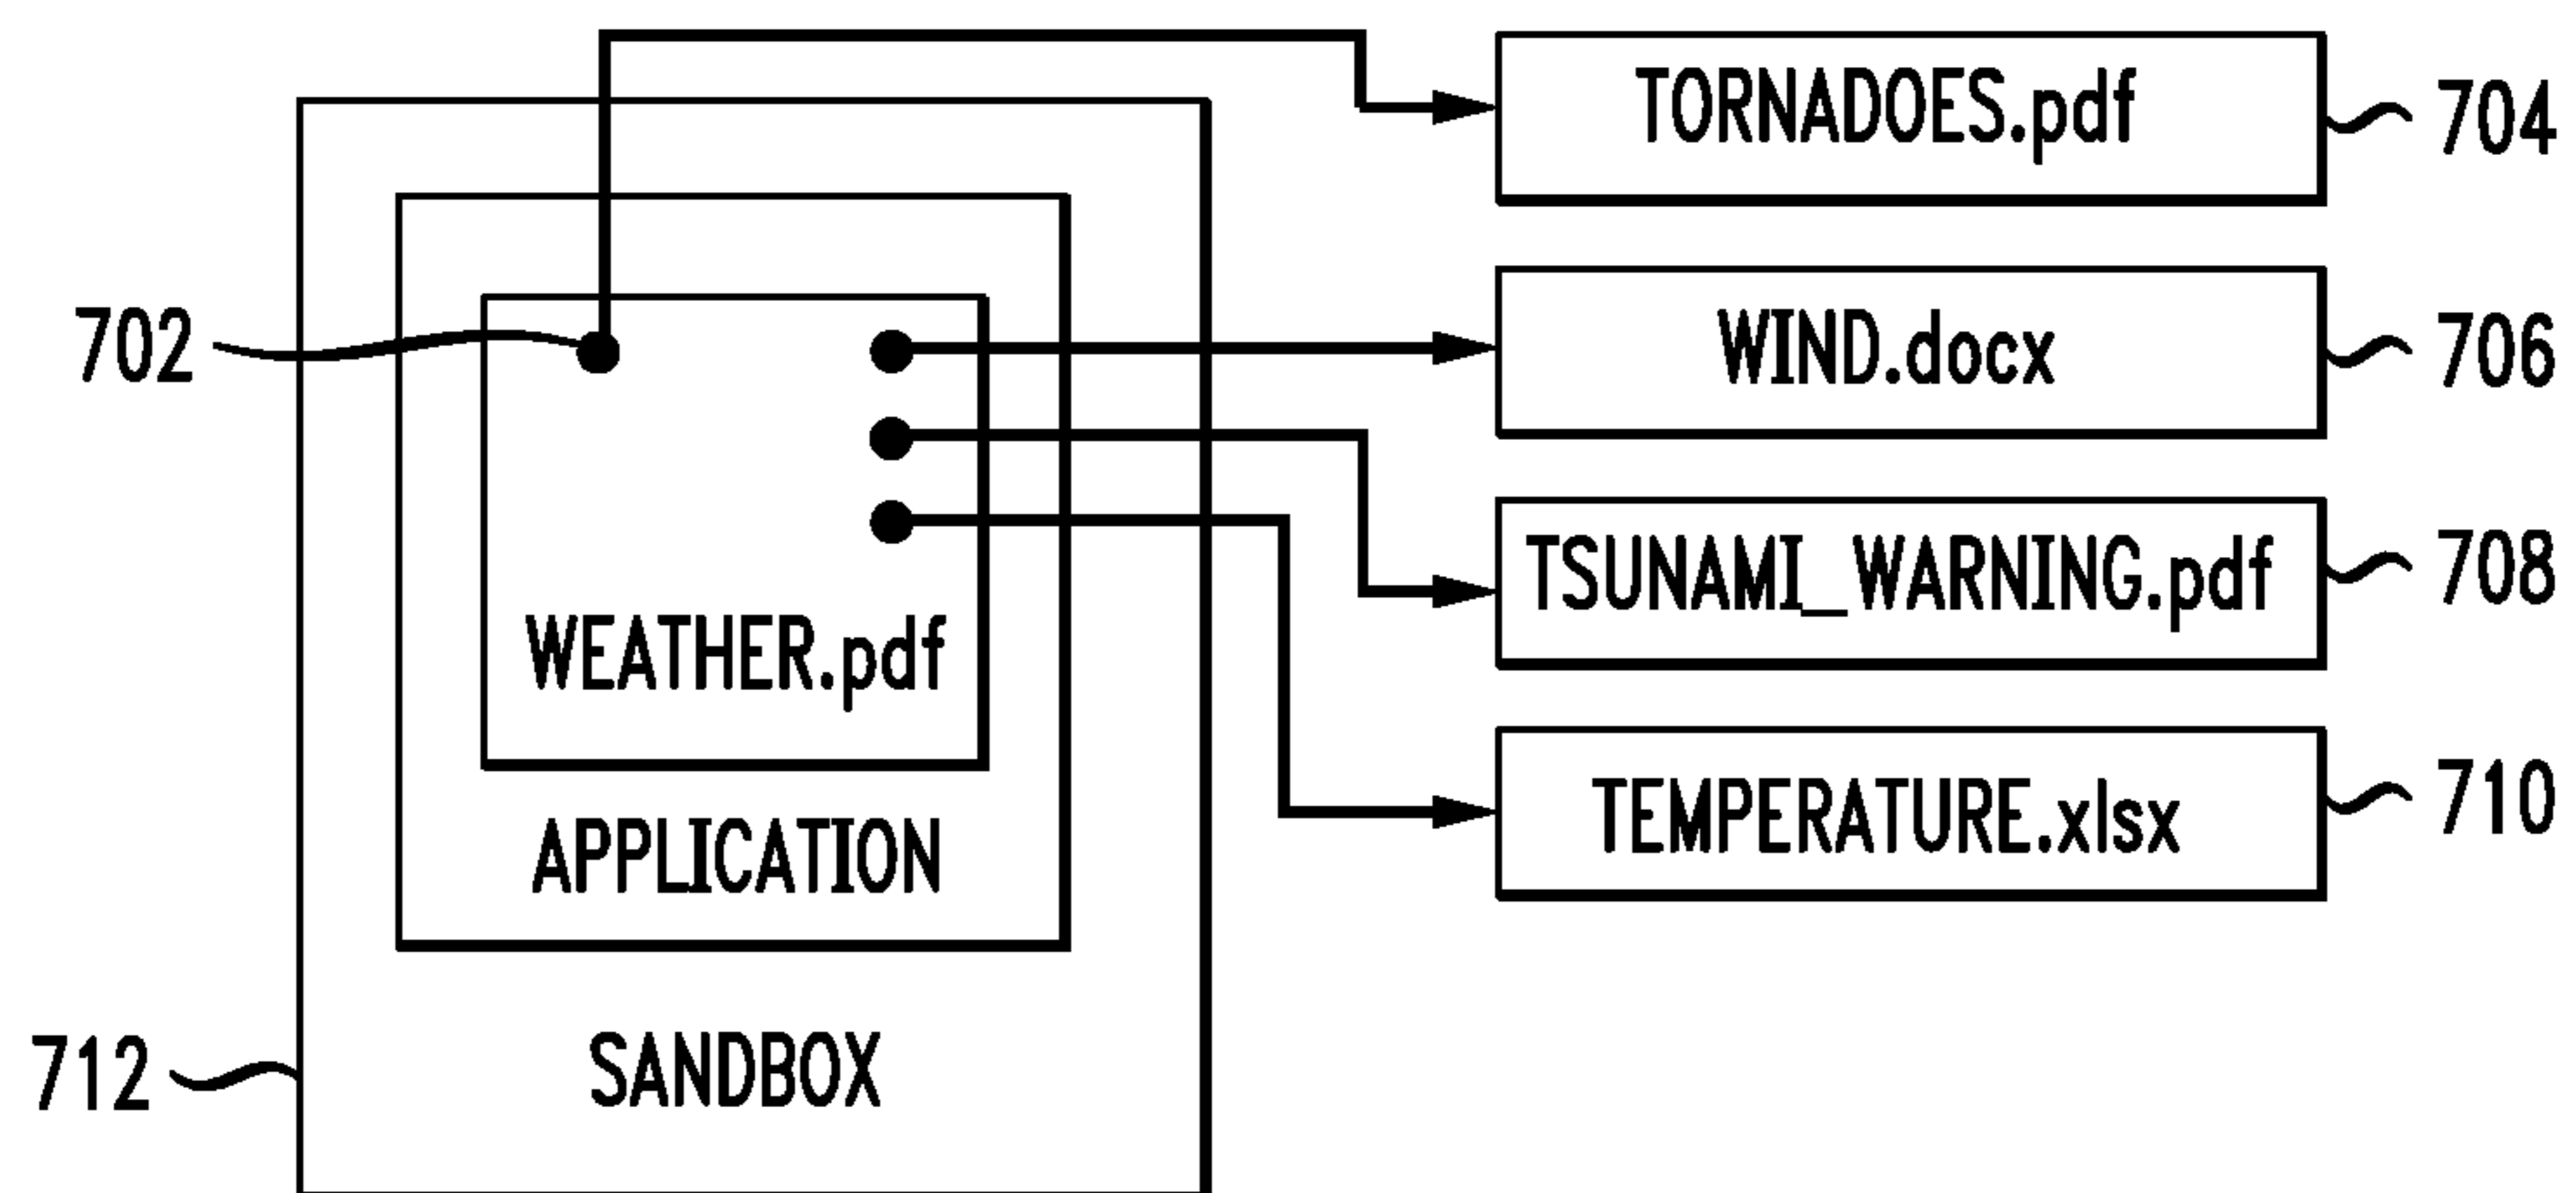 TORNADOES.pdf
704
702
WIND.docx
706
TSUNAMI_WARNING.pdf
708
WEATHER.pdf
TEMPERATURE.xlsx
710
APPLICATION
SANDBOX
712